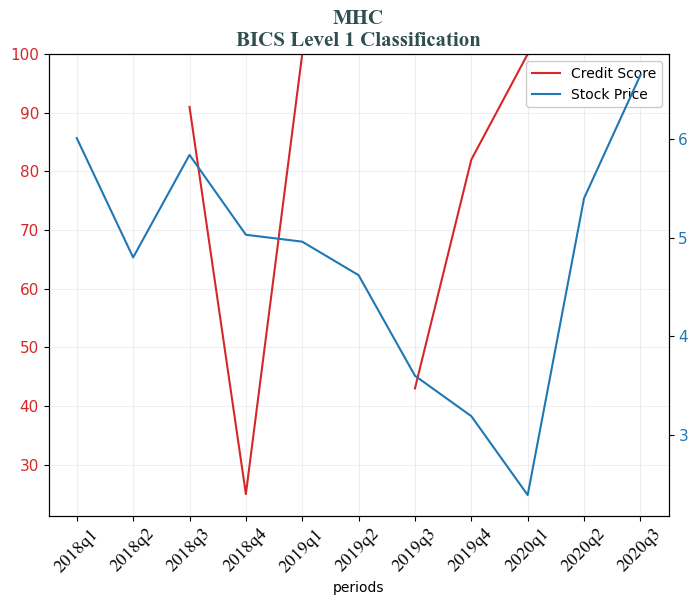 MHC
BICS Level 1 Classification
Credit Score
Stock Price
100
90
80
70
60
50
40
30
6
5
4
3
2018q1
2018q2
2018q3
2018q4
2019q1
2019q2
2019q3
2019q4
2020q1
2020q2
2020q3
periods